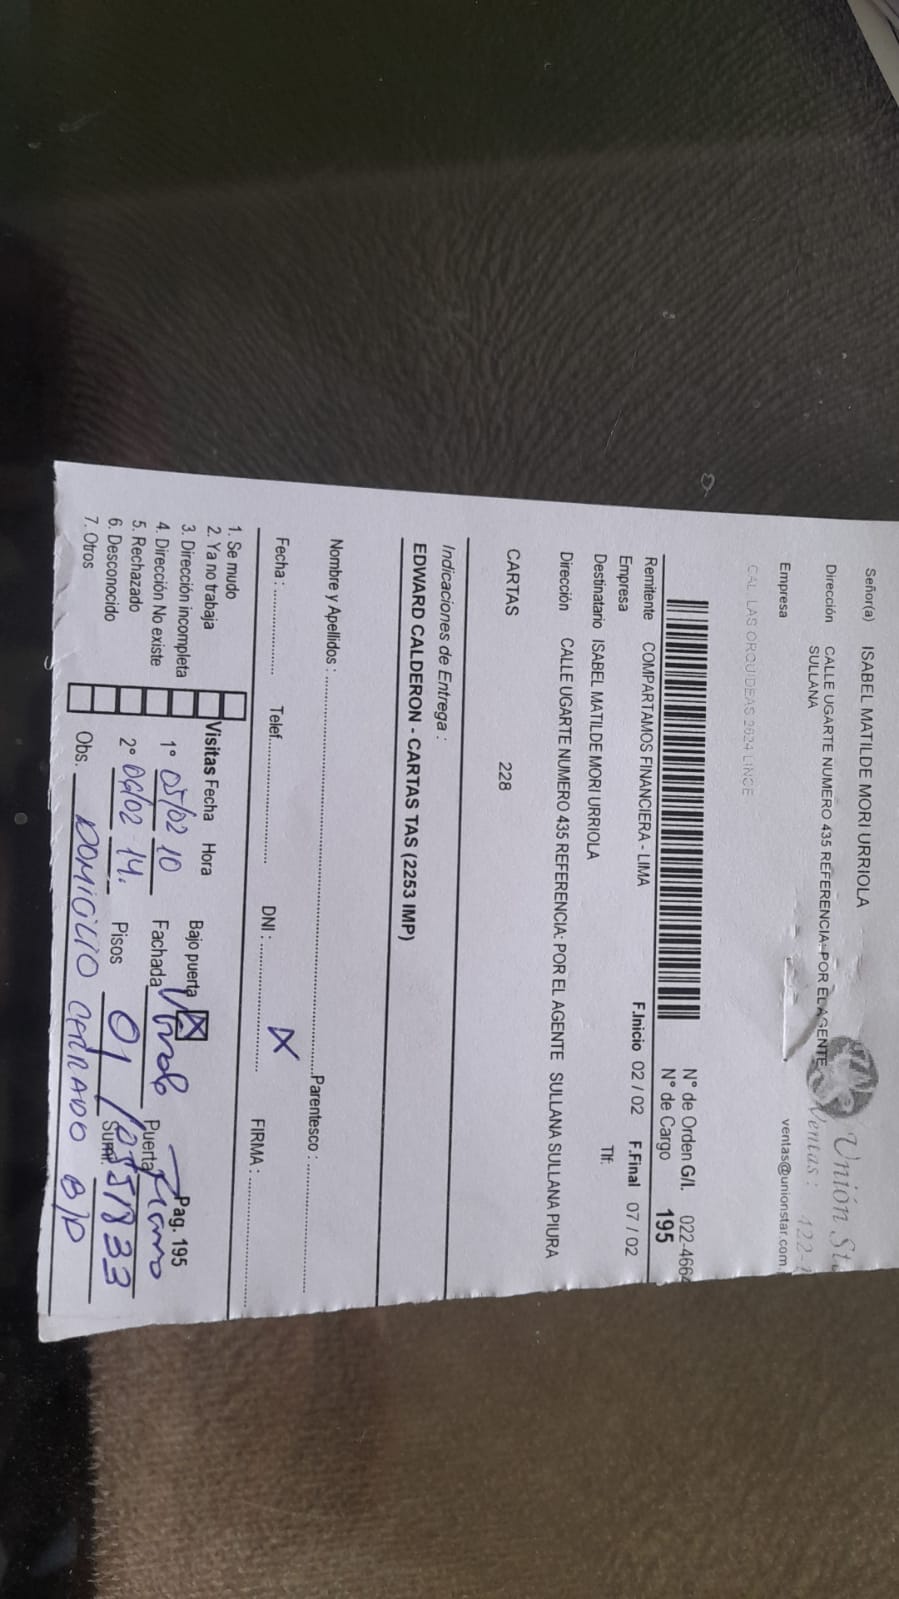 Señor(a) ISABEL MATILDE MORI URRIOLA
Dirección CALLE UGARTE NUMERO 435 REFERENCIA: POR EL AGENTE
SULLANA
Unión
Ventas:
Empresa ventas@unionstar.com
CAL. LAS ORQUIDEAS 2624 LINCE
N° de Orden G/I. 022-4664
N° de Cargo 195
Remitente COMPARTAMOS FINANCIERA - LIMA F.Inicio 02 / 02 F.Final 07 / 02
Empresa
Destinatario ISABEL MATILDE MORI URRIOLA Tlf:
Dirección CALLE UGARTE NUMERO 435 REFERENCIA: POR EL AGENTE SULLANA SULLANA PIURA
CARTAS 228
Indicaciones de Entrega :
EDWARD CALDERON - CARTAS TAS (2253 IMP)
Nombre y Apellidos : Parentesco :
Fecha : Telef. DNI : X FIRMA :
1. Se mudo
2. Ya no trabaja
3. Dirección incompleta
4. Dirección No existe
5. Rechazado
6. Desconocido
7. Otros
Visitas Fecha Hora
1° 05/02 10
2° 06/02 14.
Bajo puerta X Pag. 195
Fachada Puerta
Pisos 01 Sumi.
Obs. DOMICILIO CERRADO B/P